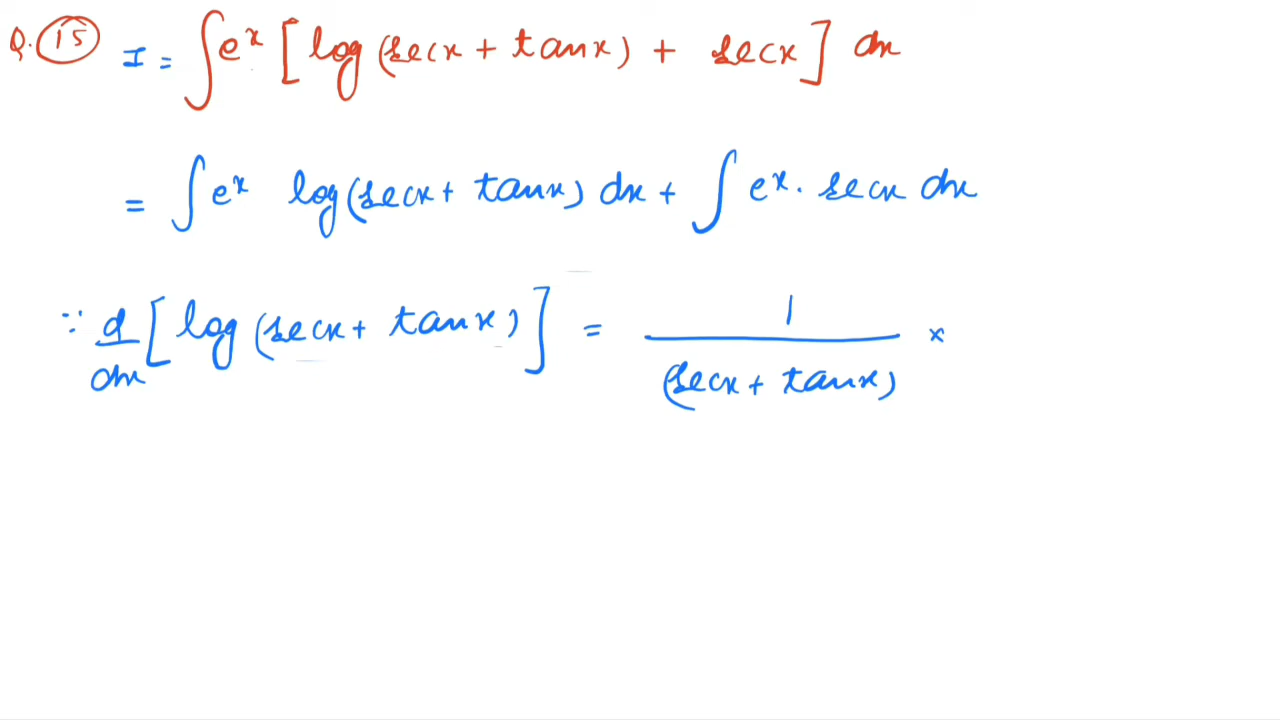 Q. 15 I = ∫ e^x [ log (secx + tanx) + secx ] dx
= ∫ e^x log (secx + tanx) dx + ∫ e^x . secx dx
∵ d/dx [ log (secx + tanx) ] = 1/(secx + tanx) ×